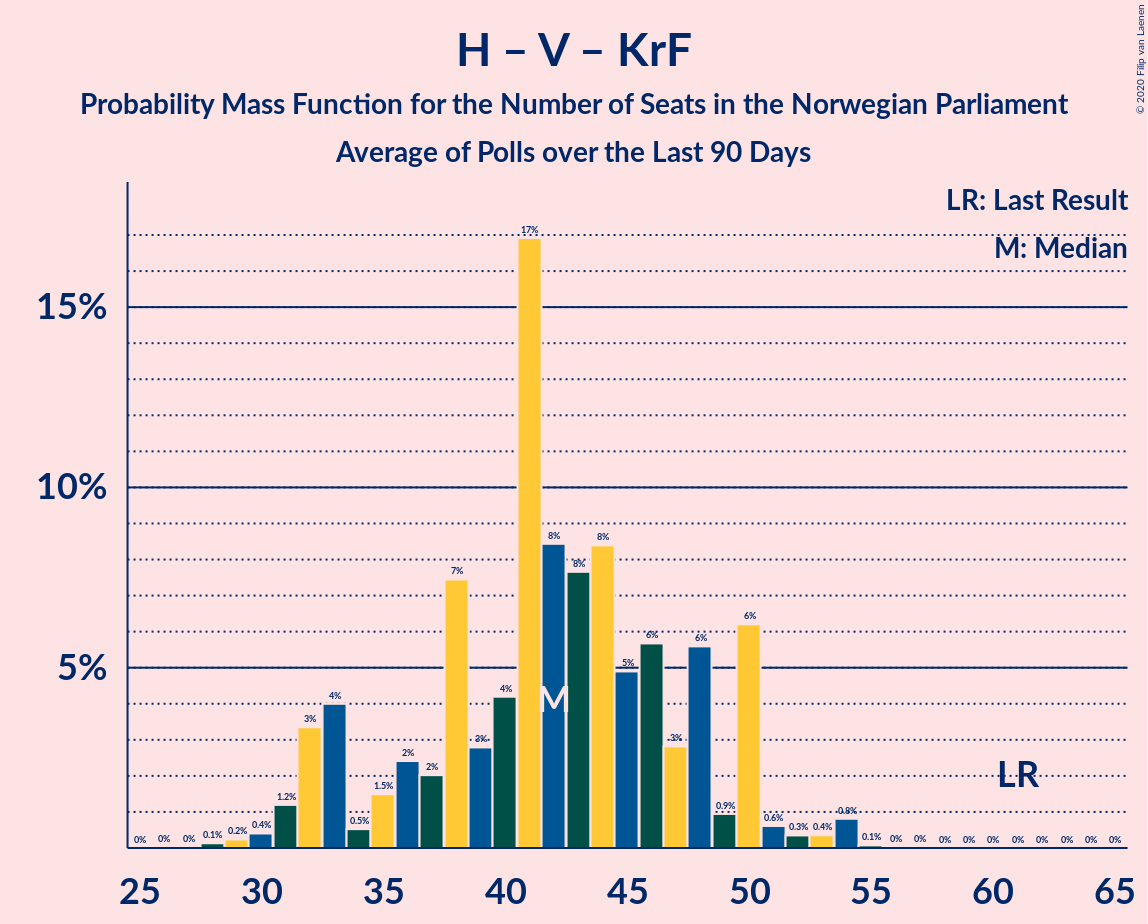 H – V – KrF
Probability Mass Function for the Number of Seats in the Norwegian Parliament
Average of Polls over the Last 90 Days
© 2020 Filip van Laenen
LR: Last Result
M: Median
15%
10%
5%
0% 0% 0% 0.1% 0.2% 0.4% 1.2% 3% 4% 0.5% 1.5% 2% 2% 7% 3% 4% 17% 8% 8% 8% 5% 6% 3% 6% 0.9% 6% 0.6% 0.3% 0.4% 0.8% 0.1% 0% 0% 0% 0% 0% 0% 0% 0% 0% 0%
M
LR
25 30 35 40 45 50 55 60 65